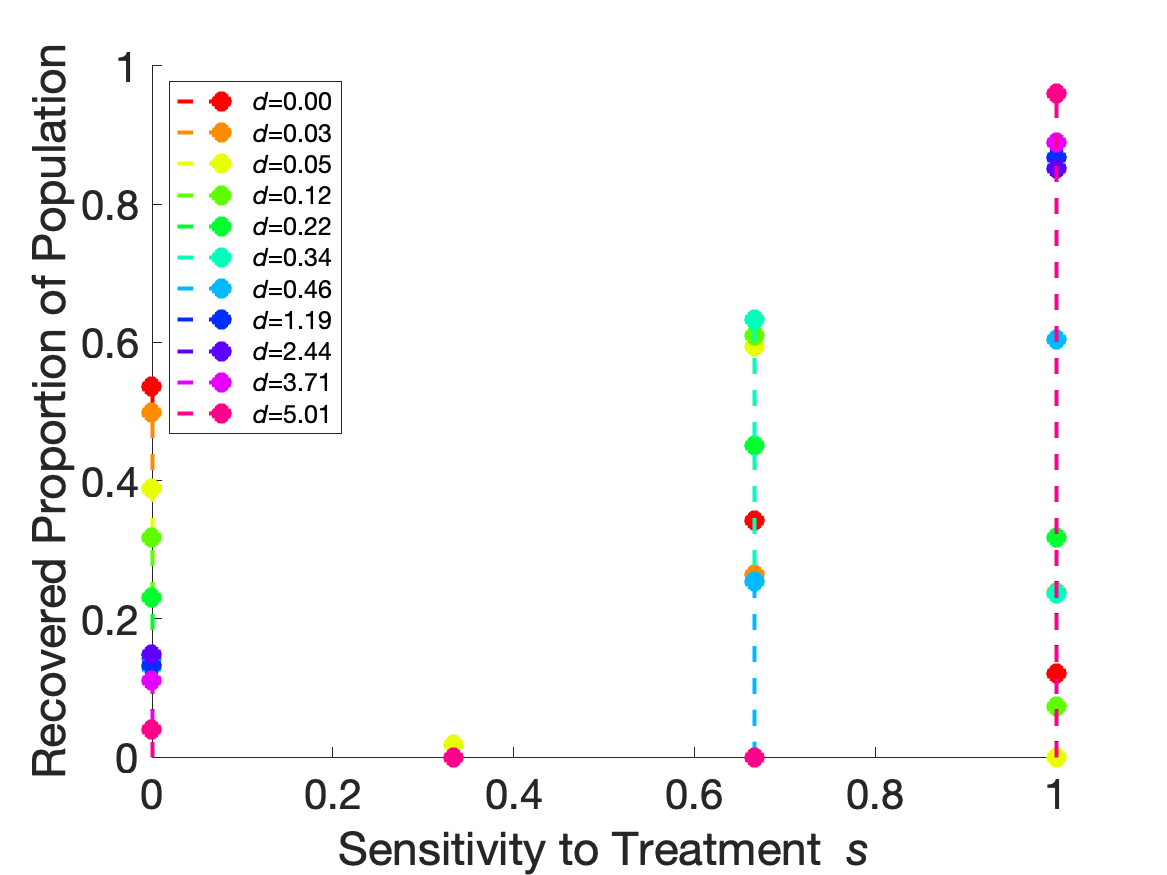 Recovered Proportion of Population
1
0.8
0.6
0.4
0.2
0
d=0.00
d=0.03
d=0.05
d=0.12
d=0.22
d=0.34
d=0.46
d=1.19
d=2.44
d=3.71
d=5.01
0 0.2 0.4 0.6 0.8 1
Sensitivity to Treatment s